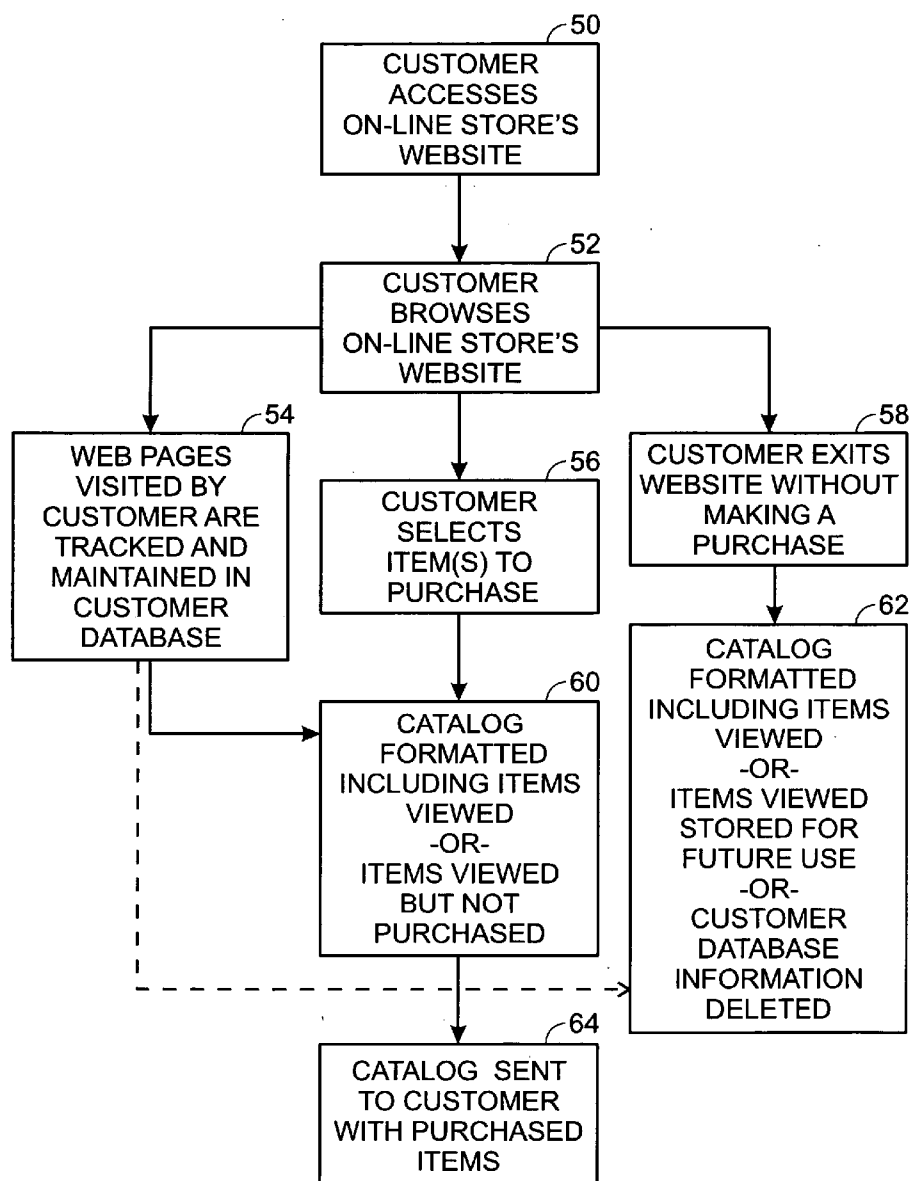 50
CUSTOMER
ACCESSES
ON-LINE STORE'S
WEBSITE
52
CUSTOMER
BROWSES
ON-LINE STORE'S
WEBSITE
54
WEB PAGES
VISITED BY
CUSTOMER ARE
TRACKED AND
MAINTAINED IN
CUSTOMER
DATABASE
56
CUSTOMER
SELECTS
ITEM(S) TO
PURCHASE
58
CUSTOMER EXITS
WEBSITE WITHOUT
MAKING A
PURCHASE
60
CATALOG
FORMATTED
INCLUDING ITEMS
VIEWED
-OR-
ITEMS VIEWED
BUT NOT
PURCHASED
62
CATALOG
FORMATTED
INCLUDING ITEMS
VIEWED
-OR-
ITEMS VIEWED
STORED FOR
FUTURE USE
-OR-
CUSTOMER
DATABASE
INFORMATION
DELETED
64
CATALOG SENT
TO CUSTOMER
WITH PURCHASED
ITEMS